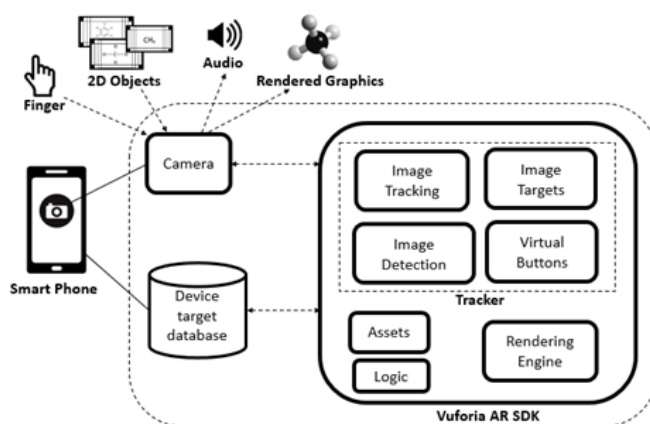 CH₄
2D Objects
Audio
Rendered Graphics
Finger
Camera
Image
Tracking
Image
Targets
Image
Detection
Virtual
Buttons
Tracker
Smart Phone
Device
target
database
Assets
Logic
Rendering
Engine
Vuforia AR SDK